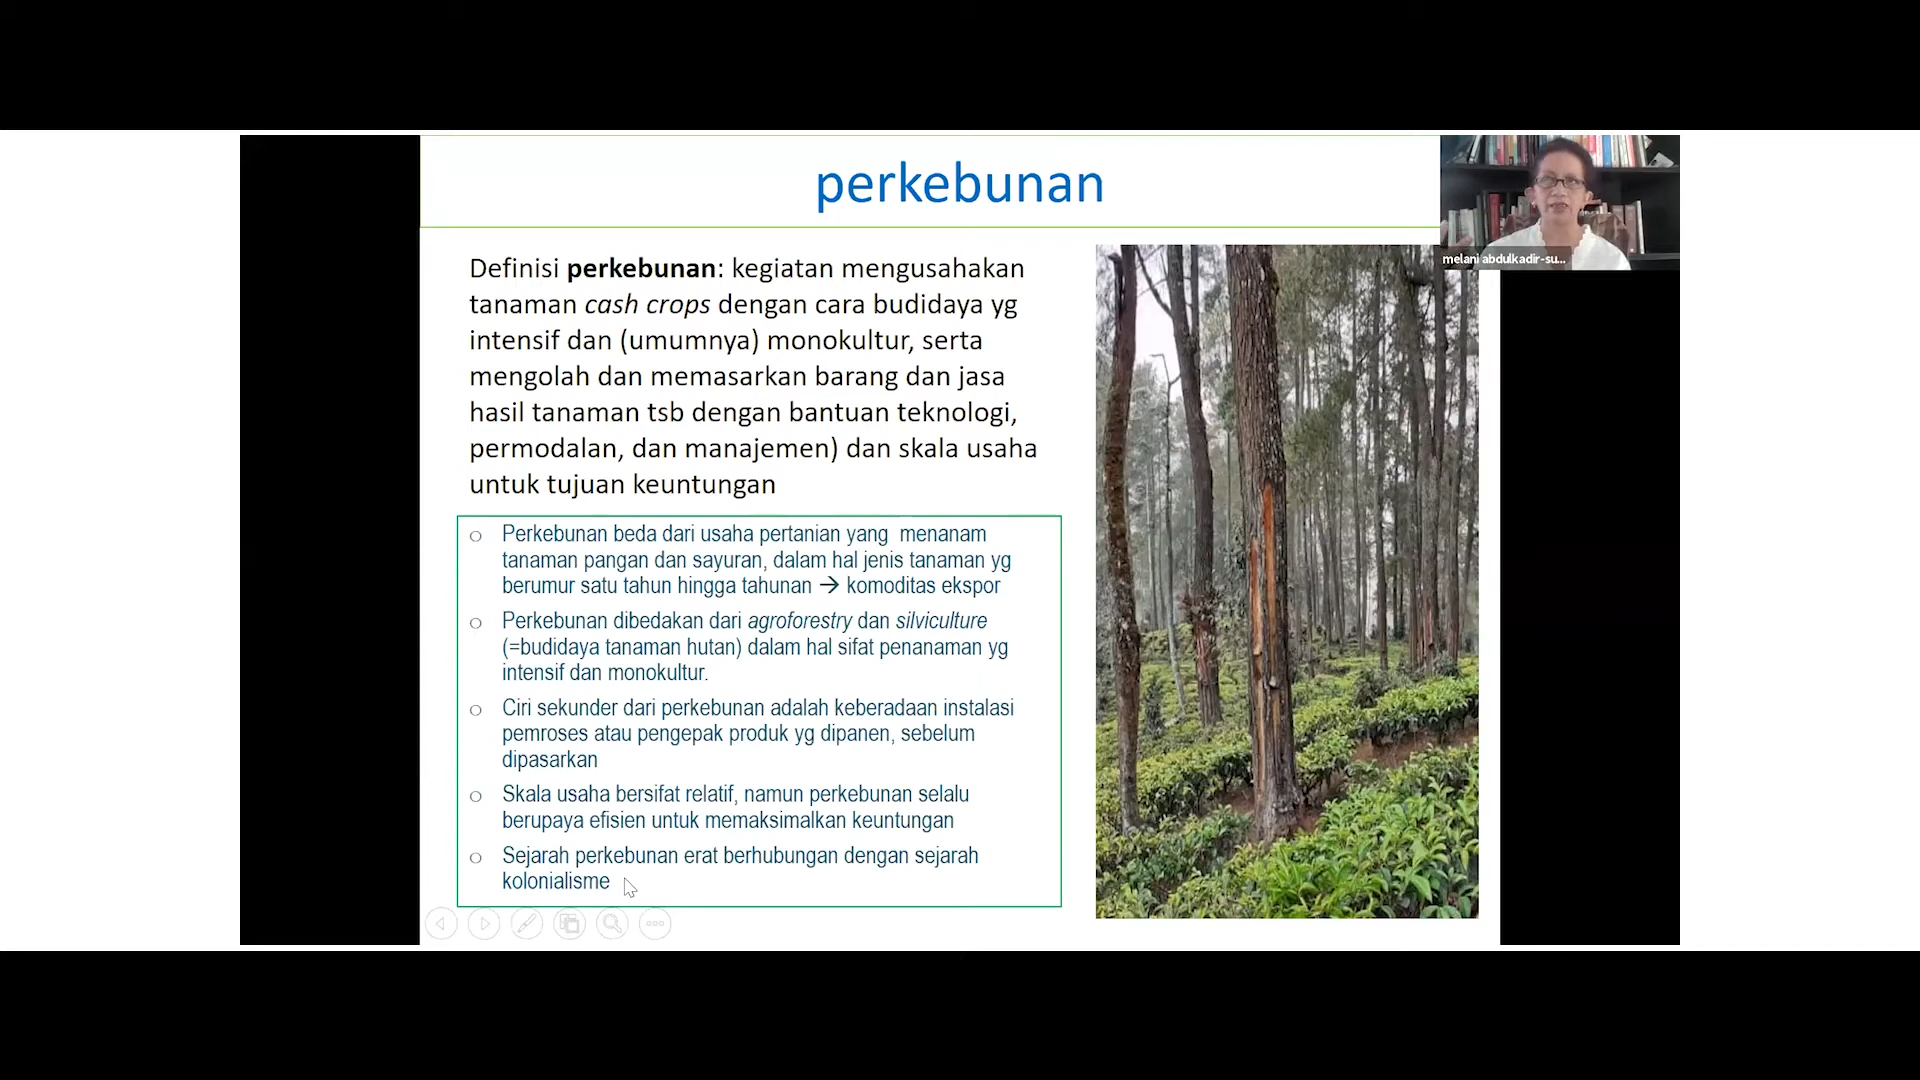 perkebunan
melani abdulkadir-su...
Definisi perkebunan: kegiatan mengusahakan
tanaman cash crops dengan cara budidaya yg
intensif dan (umumnya) monokultur, serta
mengolah dan memasarkan barang dan jasa
hasil tanaman tsb dengan bantuan teknologi,
permodalan, dan manajemen) dan skala usaha
untuk tujuan keuntungan
○ Perkebunan beda dari usaha pertanian yang menanam
tanaman pangan dan sayuran, dalam hal jenis tanaman yg
berumur satu tahun hingga tahunan → komoditas ekspor
○ Perkebunan dibedakan dari agroforestry dan silviculture
(=budidaya tanaman hutan) dalam hal sifat penanaman yg
intensif dan monokultur.
○ Ciri sekunder dari perkebunan adalah keberadaan instalasi
pemroses atau pengepak produk yg dipanen, sebelum
dipasarkan
○ Skala usaha bersifat relatif, namun perkebunan selalu
berupaya efisien untuk memaksimalkan keuntungan
○ Sejarah perkebunan erat berhubungan dengan sejarah
kolonialisme